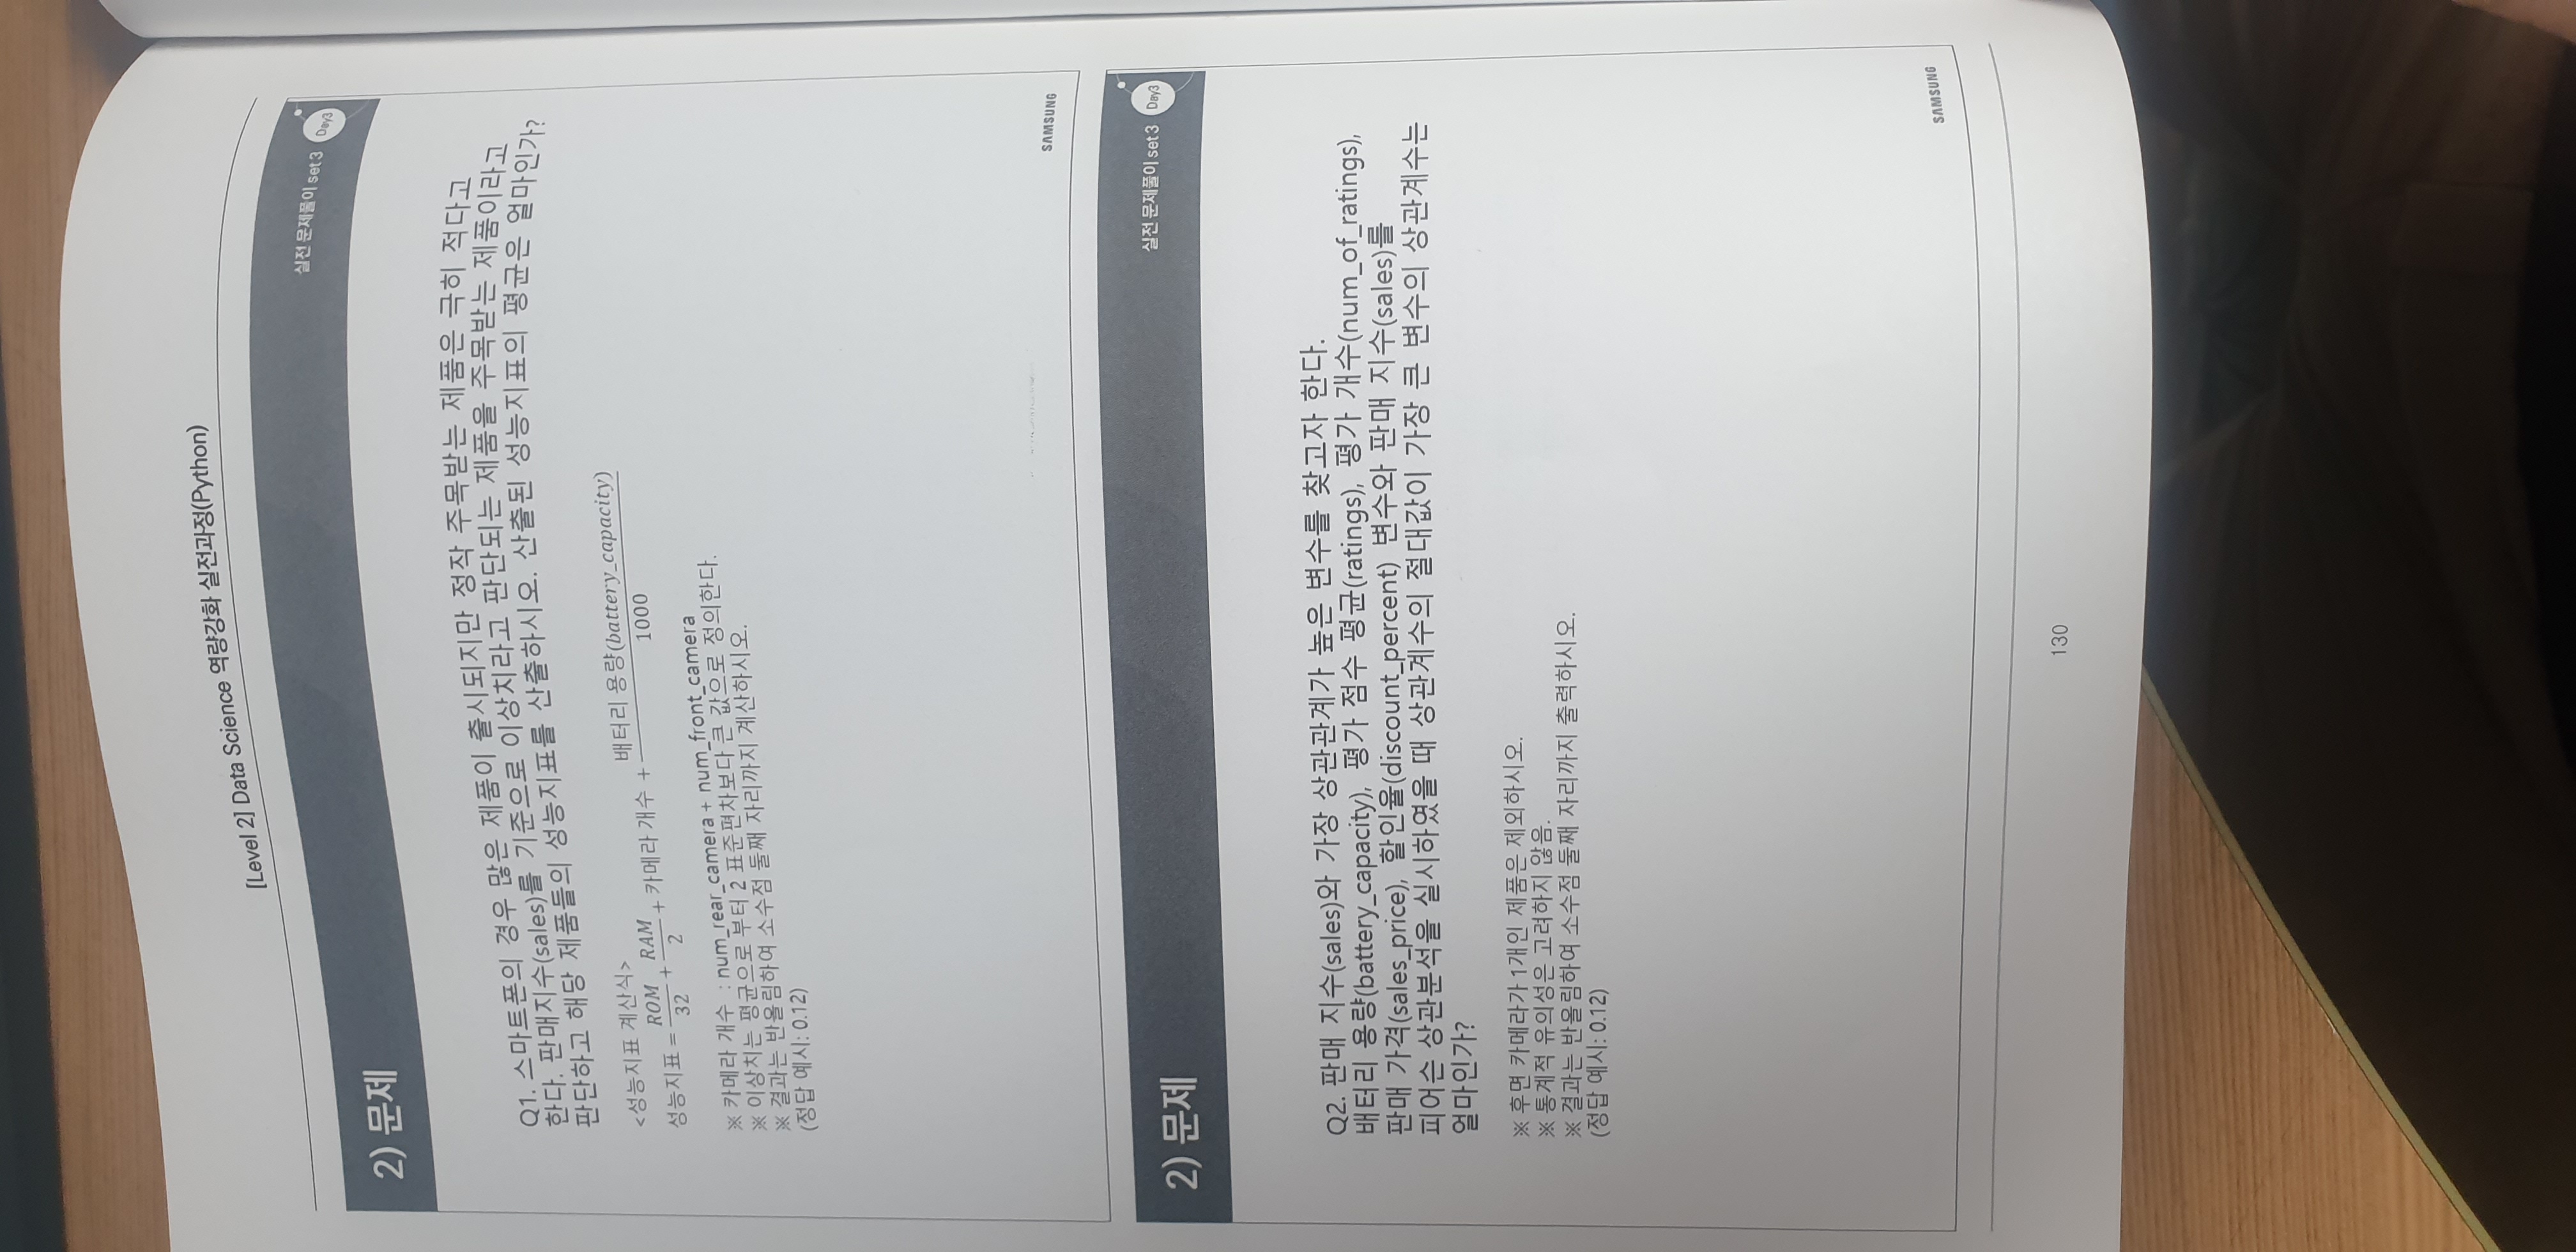 [Level 2] Data Science 역량강화 실전과정(Python)
실전 문제풀이 set 3 Day3
2) 문제
Q1. 스마트폰의 경우 많은 제품이 출시되지만 정작 주목받는 제품은 극히 적다고
한다. 판매지수(sales)를 기준으로 이상치라고 판단되는 제품을 주목받는 제품이라고
판단하고 해당 제품들의 성능지표를 산출하시오. 산출된 성능지표의 평균은 얼마인가?
<성능지표 계산식>
성능지표 = ROM/32 + RAM/2 + 카메라 개수 + 배터리 용량(battery_capacity)/1000
※ 카메라 개수 : num_rear_camera + num_front_camera
※ 이상치는 평균으로 부터 2 표준편차보다 큰 값으로 정의한다.
※ 결과는 반올림하여 소수점 둘째 자리까지 계산하시오.
(정답 예시: 0.12)
SAMSUNG
실전 문제풀이 set 3 Day3
2) 문제
Q2. 판매 지수(sales)와 가장 상관관계가 높은 변수를 찾고자 한다.
배터리 용량(battery_capacity), 평가 점수 평균(ratings), 평가 개수(num_of_ratings),
판매 가격(sales_price), 할인율(discount_percent) 변수와 판매 지수(sales)를
피어슨 상관분석을 실시하였을 때 상관계수의 절대값이 가장 큰 변수의 상관계수는
얼마인가?
※ 후면 카메라가 1개인 제품은 제외하시오.
※ 통계적 유의성은 고려하지 않음.
※ 결과는 반올림하여 소수점 둘째 자리까지 출력하시오.
(정답 예시: 0.12)
SAMSUNG
130